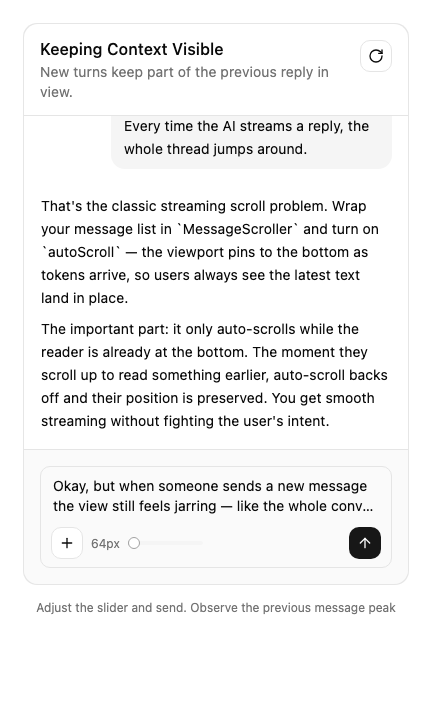 Keeping Context Visible
New turns keep part of the previous reply in
view.
Every time the AI streams a reply, the
whole thread jumps around.
That's the classic streaming scroll problem. Wrap
your message list in `MessageScroller` and turn on
`autoScroll` — the viewport pins to the bottom as
tokens arrive, so users always see the latest text
land in place.
The important part: it only auto-scrolls while the
reader is already at the bottom. The moment they
scroll up to read something earlier, auto-scroll backs
off and their position is preserved. You get smooth
streaming without fighting the user's intent.
Okay, but when someone sends a new message
the view still feels jarring — like the whole conv...
64px
Adjust the slider and send. Observe the previous message peak